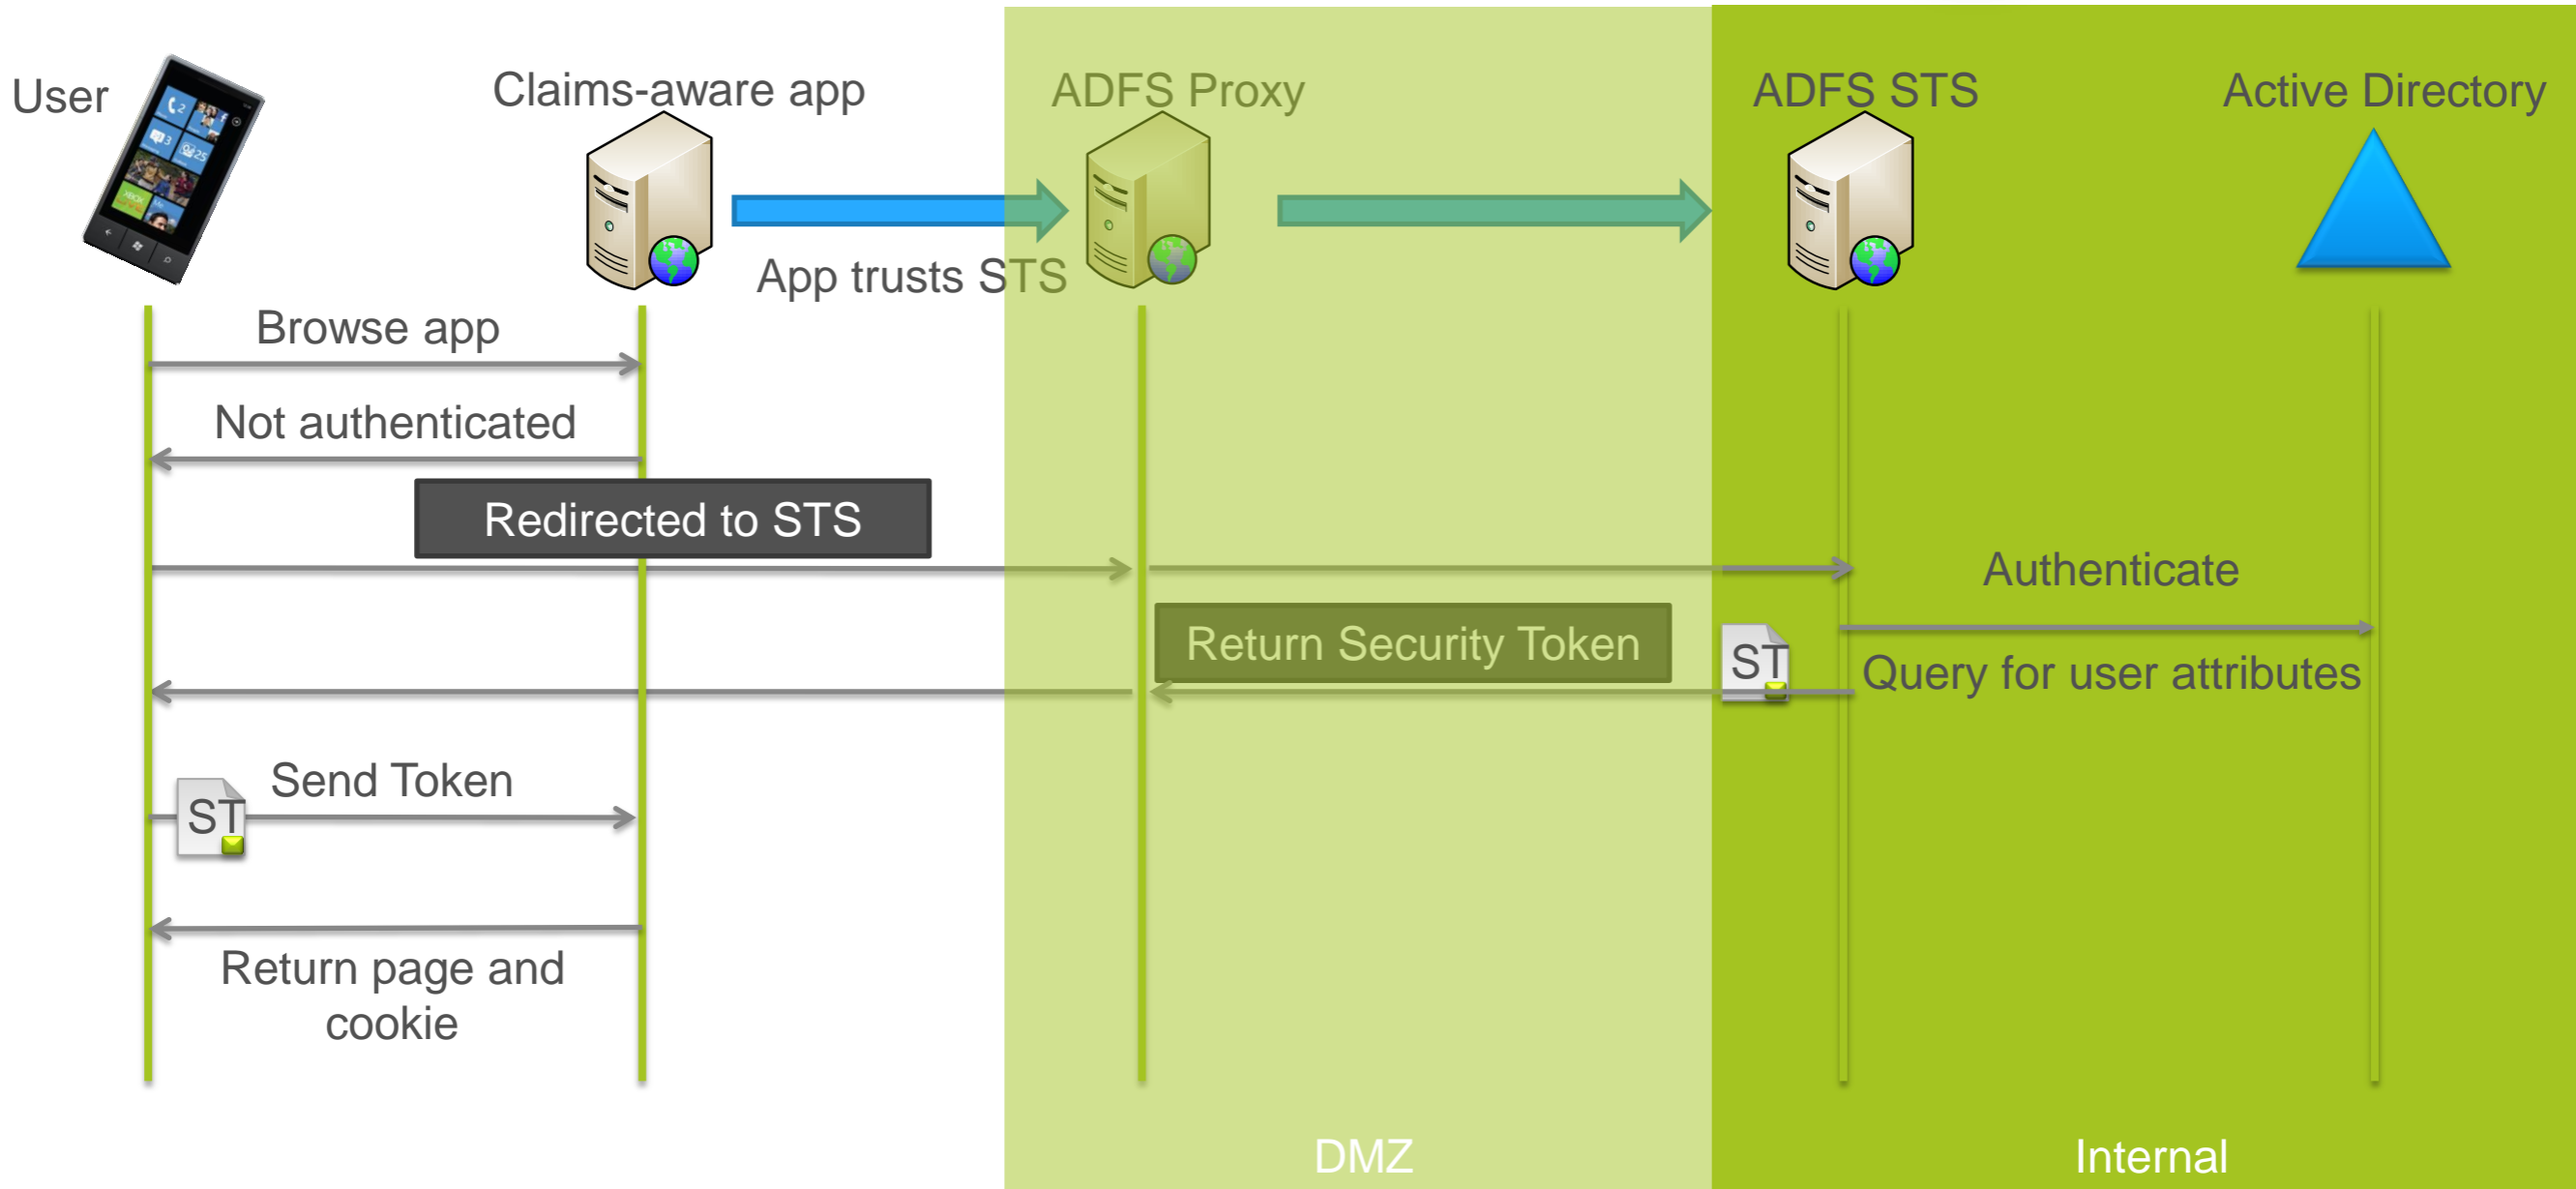 User
Claims-aware app
ADFS Proxy
ADFS STS
Active Directory
App trusts STS
Browse app
Not authenticated
Redirected to STS
Authenticate
Return Security Token
ST
Query for user attributes
Send Token
ST
Return page and
cookie
DMZ
Internal